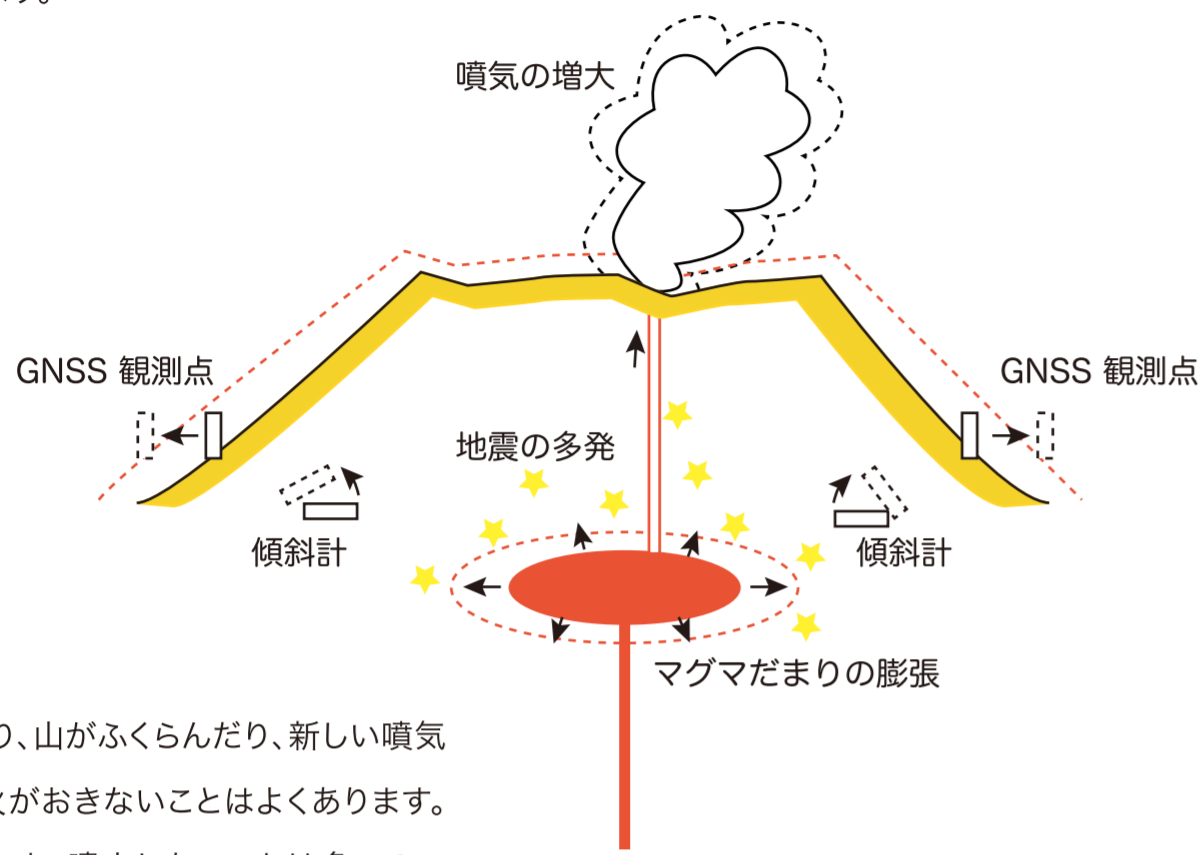 す。
噴気の増大
GNSS 観測点
GNSS 観測点
地震の多発
傾斜計
傾斜計
マグマだまりの膨張
り、山がふくらんだり、新しい噴気
がおきないことはよくあります。